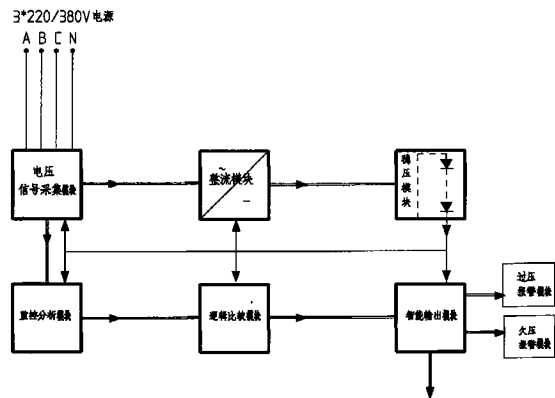 3*220/380V电源
A B C N
电压
信号采集模块
~
整流模块
—
稳
压
模
块
监控分析模块
逻辑比较模块
智能输出模块
过压
报警模块
欠压
报警模块